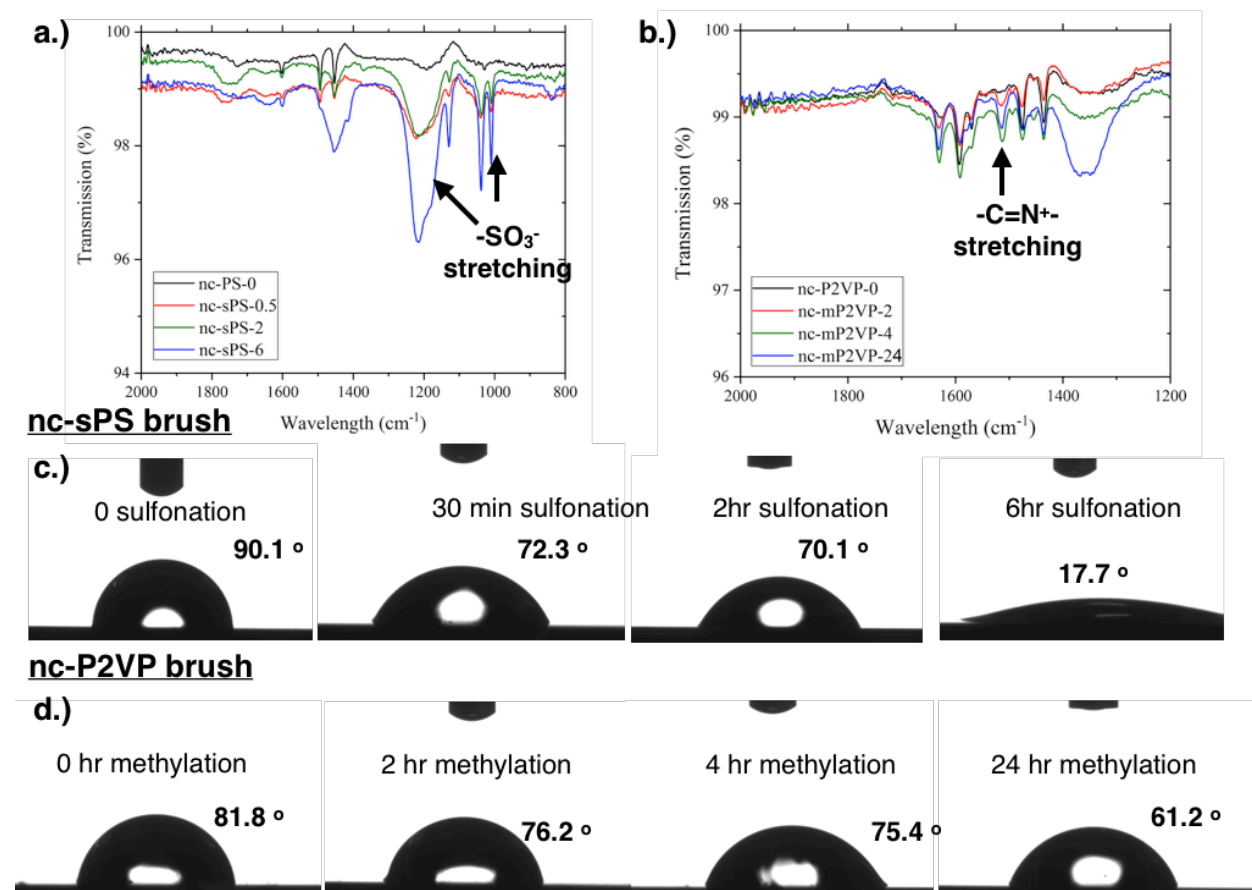 a.)
100
98
96
94
Transmission (%)
-SO₃⁻
stretching
nc-PS-0
nc-sPS-0.5
nc-sPS-2
nc-sPS-6
2000 1800 1600 1400 1200 1000 800
Wavelength (cm⁻¹)
b.)
100
99
98
97
96
Transmission (%)
-C=N⁺-
stretching
nc-P2VP-0
nc-mP2VP-2
nc-mP2VP-4
nc-mP2VP-24
2000 1800 1600 1400 1200
Wavelength (cm⁻¹)
nc-sPS brush
c.)
0 sulfonation
90.1 º
30 min sulfonation
72.3 º
2hr sulfonation
70.1 º
6hr sulfonation
17.7 º
nc-P2VP brush
d.)
0 hr methylation
81.8 º
2 hr methylation
76.2 º
4 hr methylation
75.4 º
24 hr methylation
61.2 º